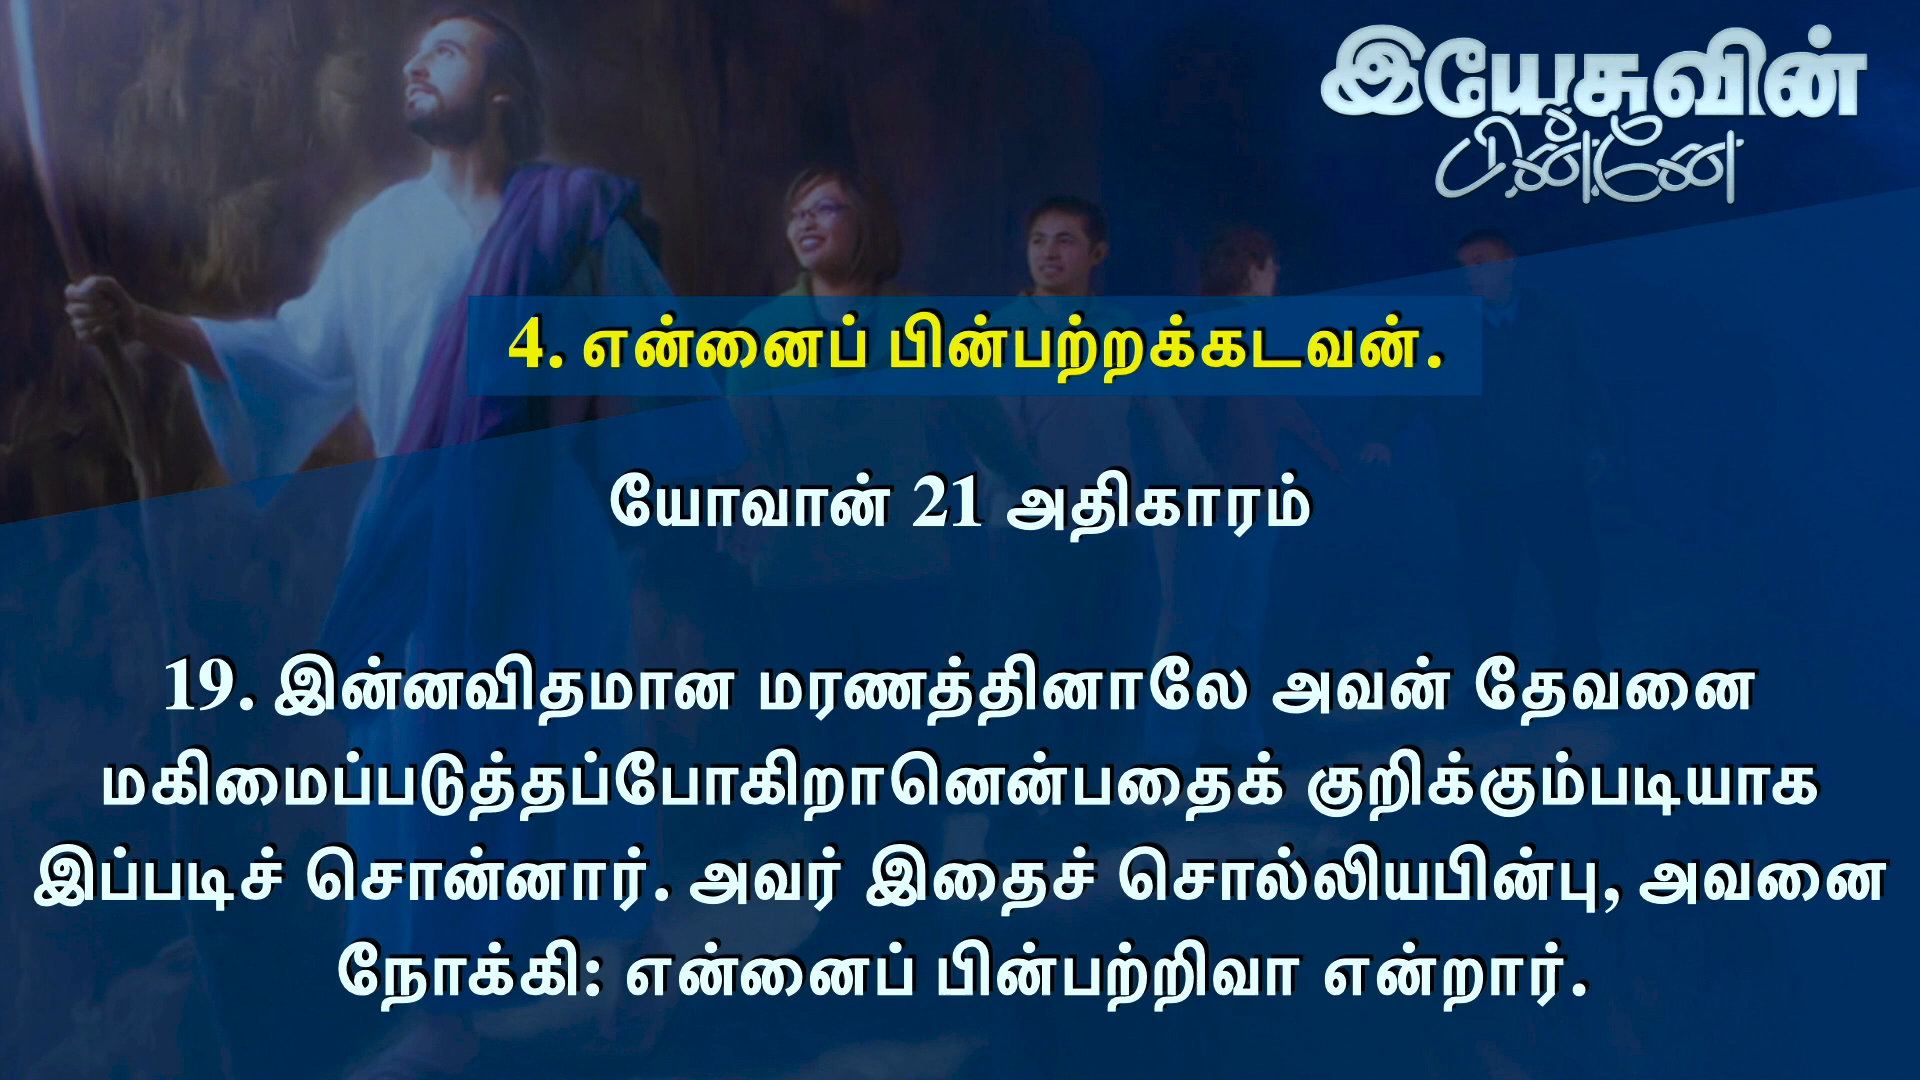 இயேசுவின்
பின்னே
4. என்னைப் பின்பற்றக்கடவன்.
யோவான் 21 அதிகாரம்
19. இன்னவிதமான மரணத்தினாலே அவன் தேவனை
மகிமைப்படுத்தப்போகிறானென்பதைக் குறிக்கும்படியாக
இப்படிச் சொன்னார். அவர் இதைச் சொல்லியபின்பு, அவனை
நோக்கி: என்னைப் பின்பற்றிவா என்றார்.